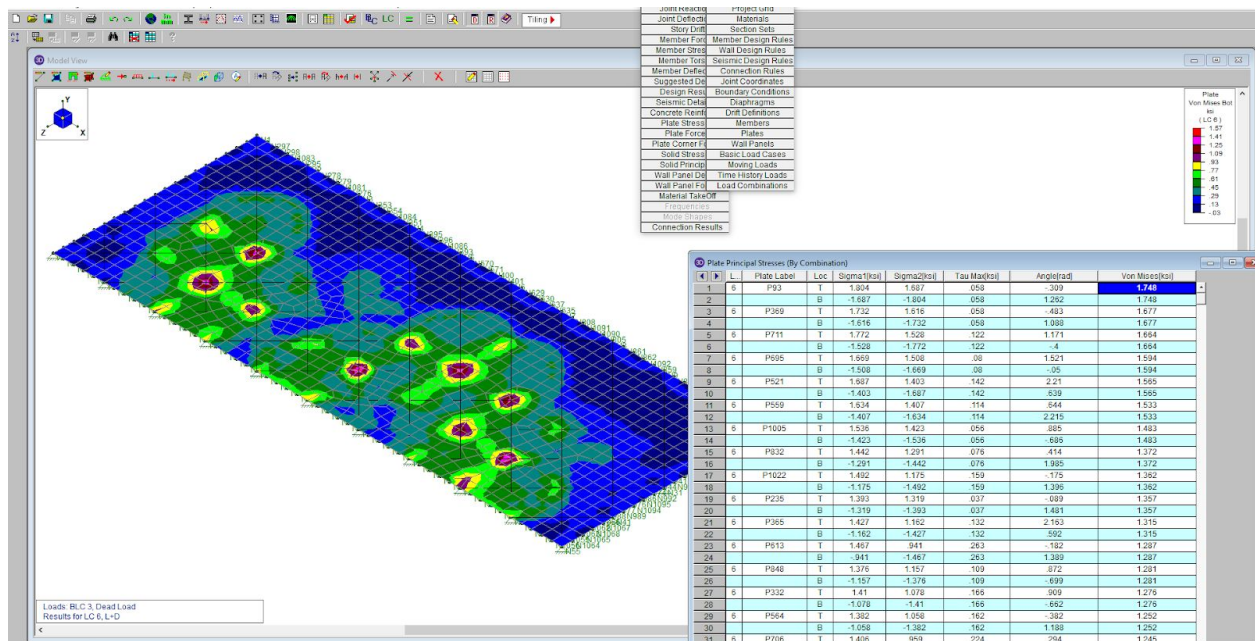 Tiling
LC
Joint Reactio
Project Grid
Joint Deflectio
Materials
Story Drift
Section Sets
Member Forc
Member Design Rules
Member Stres
Wall Design Rules
Member Tors
Seismic Design Rules
Member Deflec
Connection Rules
Suggested De
Joint Coordinates
Design Resu
Boundary Conditions
Seismic Detai
Diaphragms
Concrete Reinfo
Drift Definitions
Plate Stress
Members
Plate Force
Plates
Plate Corner Fo
Wall Panels
Solid Stress
Basic Load Cases
Solid Princip
Moving Loads
Wall Panel De
Time History Loads
Wall Panel Fo
Load Combinations
Material TakeOff
Frequencies
Mode Shapes
Connection Results
Model View
Y
Z X
Plate
Von Mises Bot
ksi
( LC 6 )
1.57
1.41
1.25
1.09
.93
.77
.61
.45
.29
.13
-.03
Loads: BLC 3, Dead Load
Results for LC 6, L+D
Plate Principal Stresses (By Combination)
L... Plate Label Loc Sigma1[ksi] Sigma2[ksi] Tau Max[ksi] Angle[rad] Von Mises[ksi]
1 6 P93 T 1.804 1.687 .058 -.309 1.748
2 B -1.687 -1.804 .058 1.262 1.748
3 6 P369 T 1.732 1.616 .058 -.483 1.677
4 B -1.616 -1.732 .058 1.088 1.677
5 6 P711 T 1.772 1.528 .122 1.171 1.664
6 B -1.528 -1.772 .122 -.4 1.664
7 6 P695 T 1.669 1.508 .08 1.521 1.594
8 B -1.508 -1.669 .08 -.05 1.594
9 6 P521 T 1.687 1.403 .142 2.21 1.565
10 B -1.403 -1.687 .142 .639 1.565
11 6 P559 T 1.634 1.407 .114 .644 1.533
12 B -1.407 -1.634 .114 2.215 1.533
13 6 P1005 T 1.536 1.423 .056 .885 1.483
14 B -1.423 -1.536 .056 -.686 1.483
15 6 P832 T 1.442 1.291 .076 .414 1.372
16 B -1.291 -1.442 .076 1.985 1.372
17 6 P1022 T 1.492 1.175 .159 -.175 1.362
18 B -1.175 -1.492 .159 1.396 1.362
19 6 P235 T 1.393 1.319 .037 -.089 1.357
20 B -1.319 -1.393 .037 1.481 1.357
21 6 P365 T 1.427 1.162 .132 2.163 1.315
22 B -1.162 -1.427 .132 .592 1.315
23 6 P613 T 1.467 .941 .263 -.182 1.287
24 B -.941 -1.467 .263 1.389 1.287
25 6 P848 T 1.376 1.157 .109 .872 1.281
26 B -1.157 -1.376 .109 -.699 1.281
27 6 P332 T 1.41 1.078 .166 .909 1.276
28 B -1.078 -1.41 .166 -.662 1.276
29 6 P564 T 1.382 1.058 .162 -.382 1.252
30 B -1.058 -1.382 .162 1.188 1.252
31 6 P706 T 1.406 .959 .224 .294 1.245